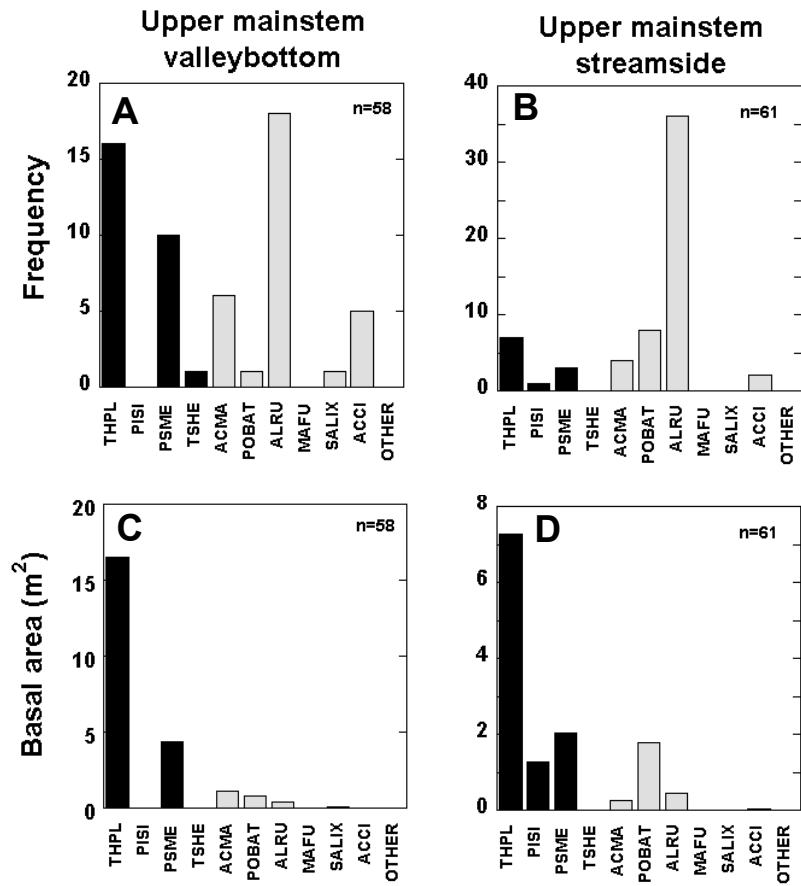 Upper mainstem
valleybottom
Upper mainstem
streamside
A
n=58
Frequency
20
15
10
5
0
THPL
PISI
PSME
TSHE
ACMA
POBAT
ALRU
MAFU
SALIX
ACCI
OTHER
B
n=61
40
30
20
10
0
THPL
PISI
PSME
TSHE
ACMA
POBAT
ALRU
MAFU
SALIX
ACCI
OTHER
C
n=58
Basal area (m²)
20
15
10
5
0
THPL
PISI
PSME
TSHE
ACMA
POBAT
ALRU
MAFU
SALIX
ACCI
OTHER
D
n=61
8
6
4
2
0
THPL
PISI
PSME
TSHE
ACMA
POBAT
ALRU
MAFU
SALIX
ACCI
OTHER